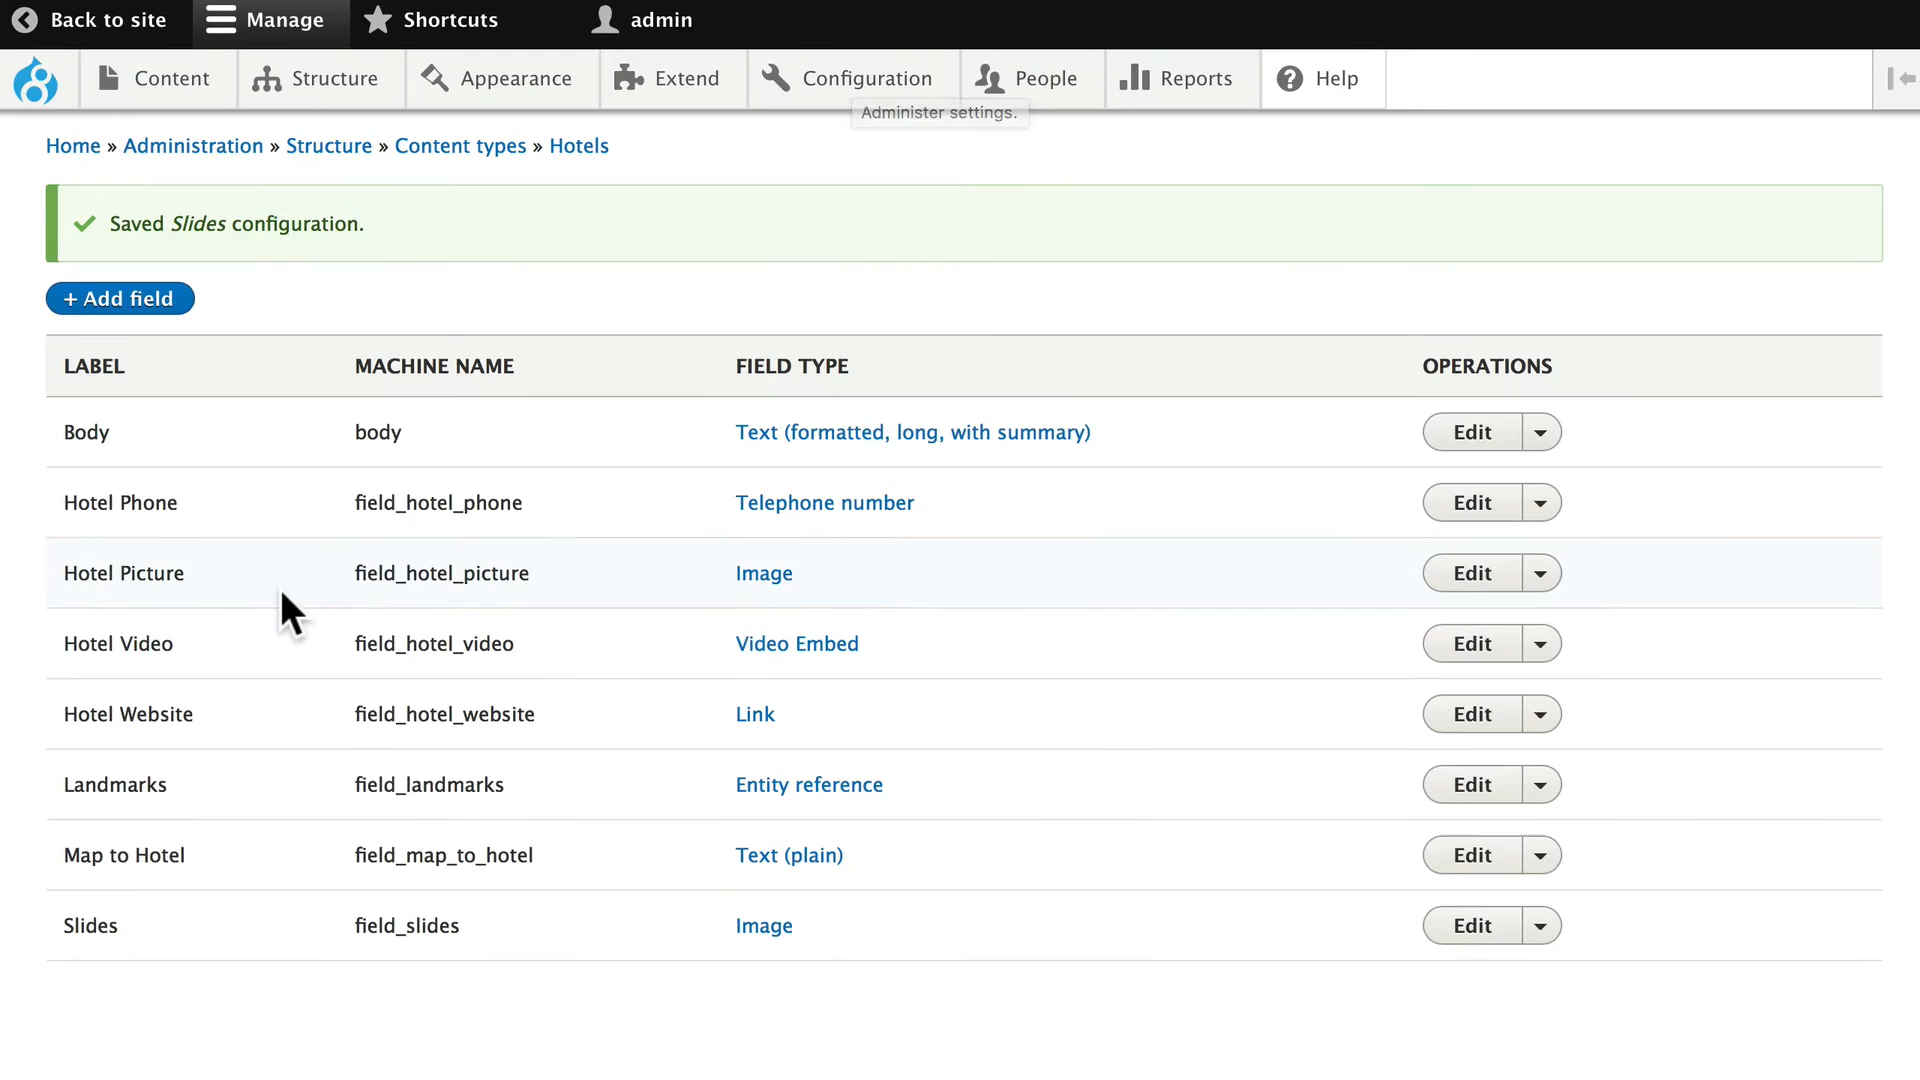 Back to site Manage Shortcuts admin
Content Structure Appearance Extend Configuration People Reports Help
Administer settings.
Home » Administration » Structure » Content types » Hotels
Saved Slides configuration.
+ Add field
LABEL MACHINE NAME FIELD TYPE OPERATIONS
Body body Text (formatted, long, with summary) Edit
Hotel Phone field_hotel_phone Telephone number Edit
Hotel Picture field_hotel_picture Image Edit
Hotel Video field_hotel_video Video Embed Edit
Hotel Website field_hotel_website Link Edit
Landmarks field_landmarks Entity reference Edit
Map to Hotel field_map_to_hotel Text (plain) Edit
Slides field_slides Image Edit